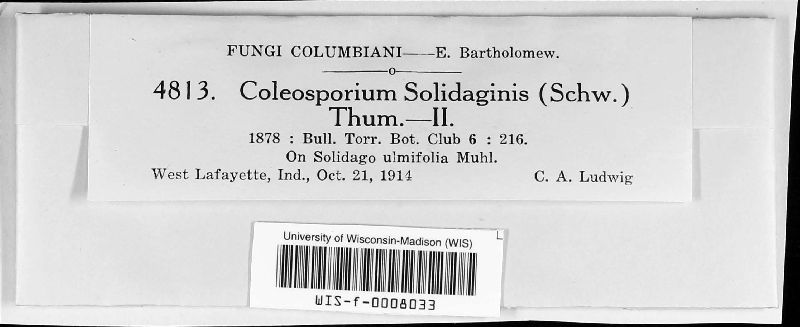 FUNGI COLUMBIANI——E. Bartholomew.
4813. Coleosporium Solidaginis (Schw.)
Thum.—II.
1878 : Bull. Torr. Bot. Club 6 : 216.
On Solidago ulmifolia Muhl.
West Lafayette, Ind., Oct. 21, 1914 C. A. Ludwig
University of Wisconsin-Madison (WIS)
WIS-f-0008033